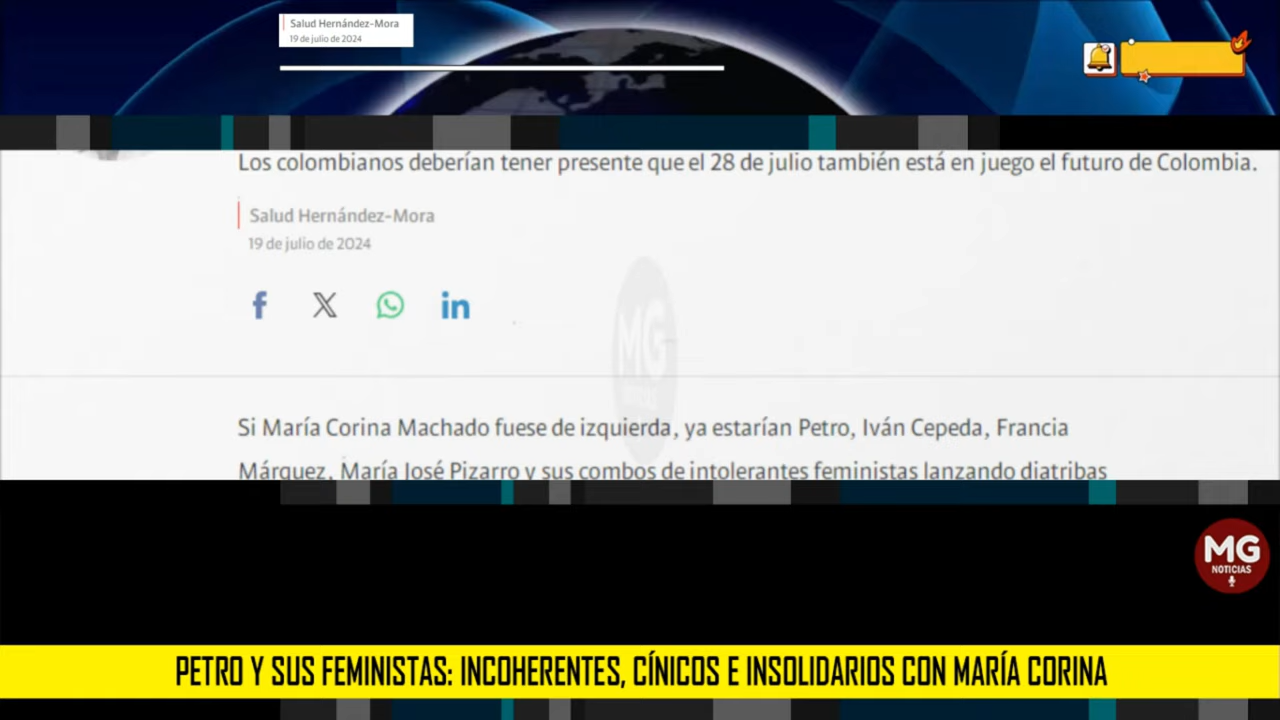 Salud Hernández-Mora
19 de julio de 2024
Los colombianos deberían tener presente que el 28 de julio también está en juego el futuro de Colombia.
Salud Hernández-Mora
19 de julio de 2024
f X in
MG
Si María Corina Machado fuese de izquierda, ya estarían Petro, Iván Cepeda, Francia
Márquez, María José Pizarro y sus combos de intolerantes feministas lanzando diatribas
MG
NOTICIAS
PETRO Y SUS FEMINISTAS: INCOHERENTES, CÍNICOS E INSOLIDARIOS CON MARÍA CORINA